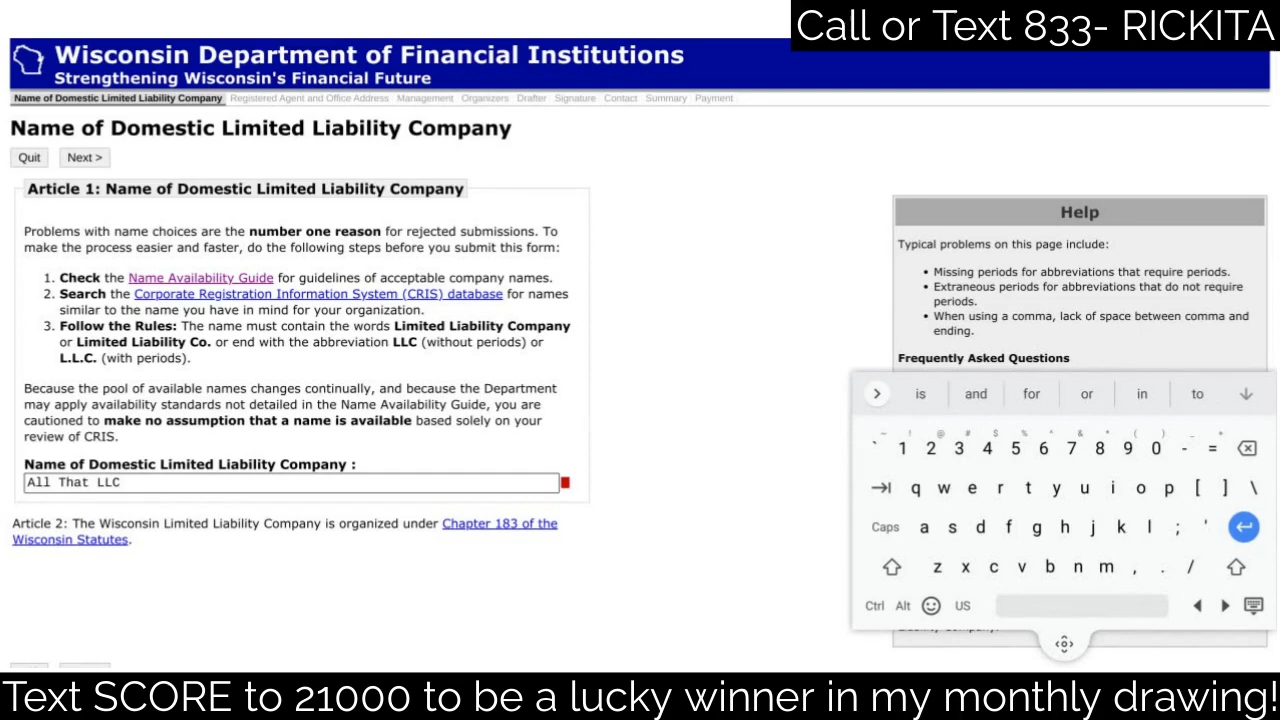 Call or Text 833- RICKITA
Wisconsin Department of Financial Institutions
Strengthening Wisconsin's Financial Future
Name of Domestic Limited Liability Company Registered Agent and Office Address Management Organizers Drafter Signature Contact Summary Payment
Name of Domestic Limited Liability Company
Quit Next >
Article 1: Name of Domestic Limited Liability Company
Problems with name choices are the number one reason for rejected submissions. To
make the process easier and faster, do the following steps before you submit this form:
1. Check the Name Availability Guide for guidelines of acceptable company names.
2. Search the Corporate Registration Information System (CRIS) database for names
similar to the name you have in mind for your organization.
3. Follow the Rules: The name must contain the words Limited Liability Company
or Limited Liability Co. or end with the abbreviation LLC (without periods) or
L.L.C. (with periods).
Because the pool of available names changes continually, and because the Department
may apply availability standards not detailed in the Name Availability Guide, you are
cautioned to make no assumption that a name is available based solely on your
review of CRIS.
Name of Domestic Limited Liability Company :
All That LLC
Article 2: The Wisconsin Limited Liability Company is organized under Chapter 183 of the
Wisconsin Statutes.
Help
Typical problems on this page include:
• Missing periods for abbreviations that require periods.
• Extraneous periods for abbreviations that do not require
periods.
• When using a comma, lack of space between comma and
ending.
Frequently Asked Questions
is and for or in to
~ ! @ # $ % ^ & * ( ) _ +
` 1 2 3 4 5 6 7 8 9 0 - =
q w e r t y u i o p [ ] \
Caps a s d f g h j k l ; '
z x c v b n m , . /
Ctrl Alt US
Text SCORE to 21000 to be a lucky winner in my monthly drawing!